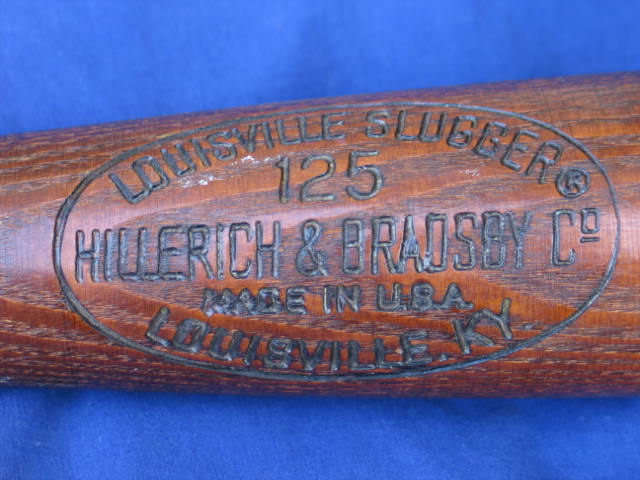 LOUISVILLE SLUGGER®
125
HILLERICH & BRADSBY Cº
MADE IN U.S.A.
LOUISVILLE, KY.